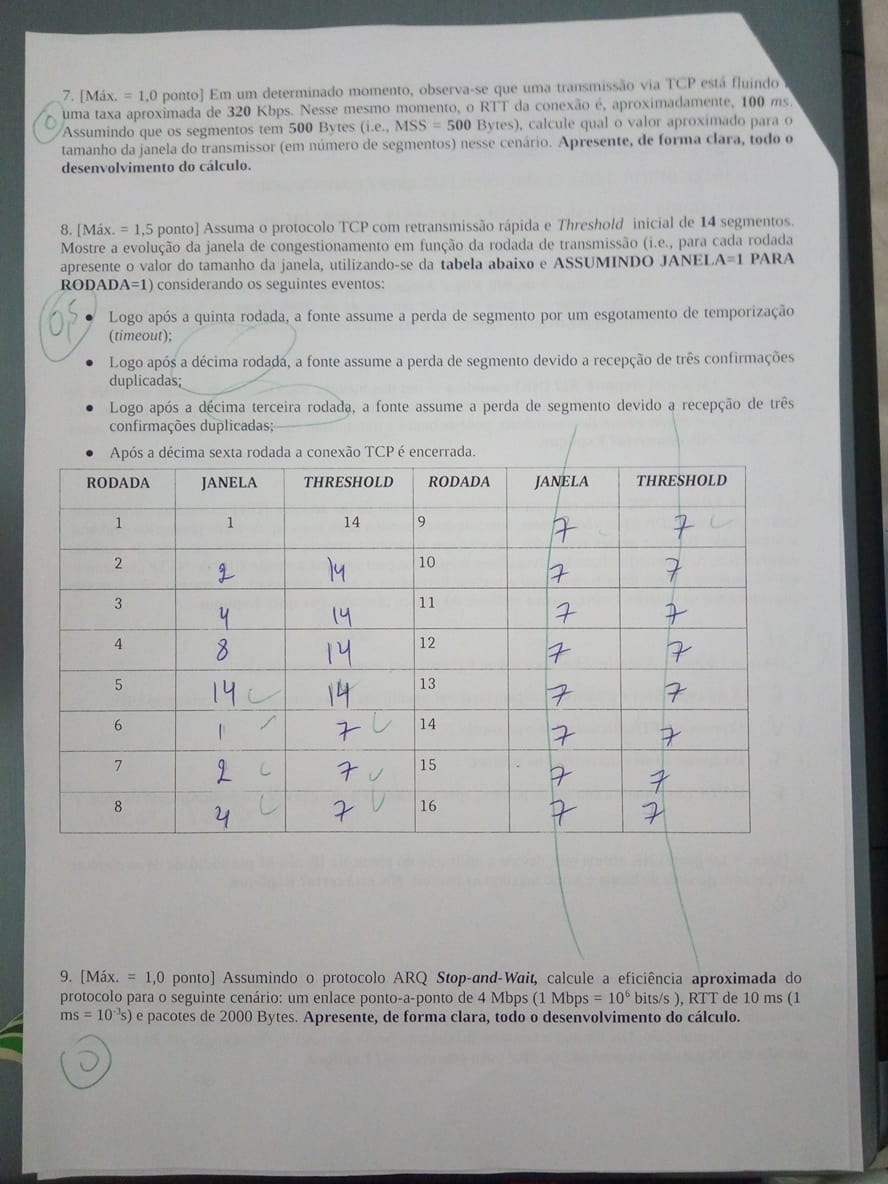 7. [Máx. = 1,0 ponto] Em um determinado momento, observa-se que uma transmissão via TCP está fluindo
uma taxa aproximada de 320 Kbps. Nesse mesmo momento, o RTT da conexão é, aproximadamente, 100 ms.
Assumindo que os segmentos tem 500 Bytes (i.e., MSS = 500 Bytes), calcule qual o valor aproximado para o
tamanho da janela do transmissor (em número de segmentos) nesse cenário. Apresente, de forma clara, todo o
desenvolvimento do cálculo.
0
8. [Máx. = 1,5 ponto] Assuma o protocolo TCP com retransmissão rápida e Threshold inicial de 14 segmentos.
Mostre a evolução da janela de congestionamento em função da rodada de transmissão (i.e., para cada rodada
apresente o valor do tamanho da janela, utilizando-se da tabela abaixo e ASSUMINDO JANELA=1 PARA
RODADA=1) considerando os seguintes eventos:
• Logo após a quinta rodada, a fonte assume a perda de segmento por um esgotamento de temporização
(timeout);
• Logo após a décima rodada, a fonte assume a perda de segmento devido a recepção de três confirmações
duplicadas;
• Logo após a décima terceira rodada, a fonte assume a perda de segmento devido a recepção de três
confirmações duplicadas;
• Após a décima sexta rodada a conexão TCP é encerrada.
RODADA JANELA THRESHOLD RODADA JANELA THRESHOLD
1 1 14 9 7 7
2 2 14 10 7 7
3 4 14 11 7 7
4 8 14 12 7 7
5 14 14 13 7 7
6 1 7 14 7 7
7 2 7 15 7 7
8 4 7 16 7 7
9. [Máx. = 1,0 ponto] Assumindo o protocolo ARQ Stop-and-Wait, calcule a eficiência aproximada do
protocolo para o seguinte cenário: um enlace ponto-a-ponto de 4 Mbps (1 Mbps = 10⁶ bits/s ), RTT de 10 ms (1
ms = 10⁻³s) e pacotes de 2000 Bytes. Apresente, de forma clara, todo o desenvolvimento do cálculo.
0